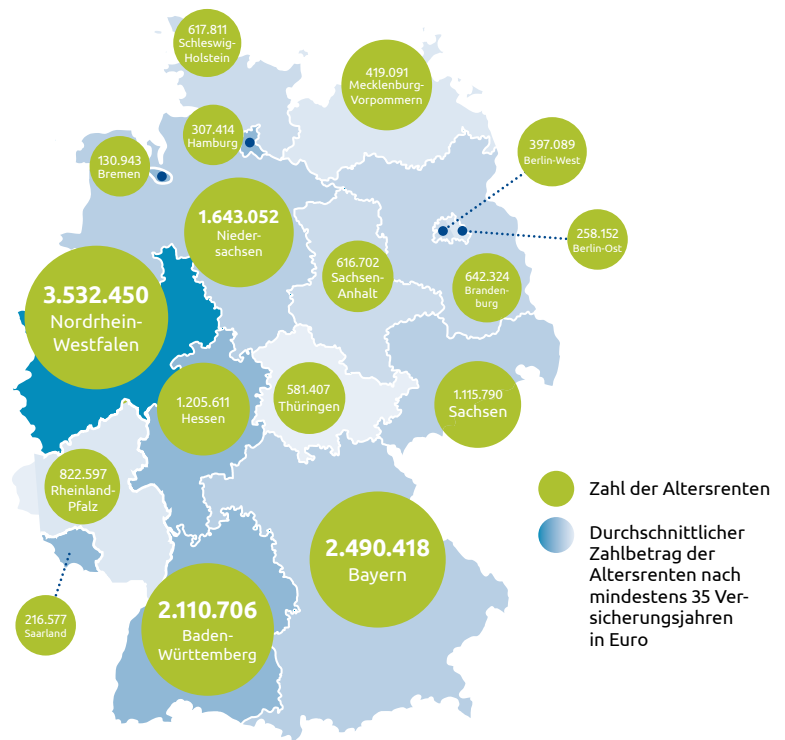 617.811
Schleswig-
Holstein
419.091
Mecklenburg-
Vorpommern
307.414
Hamburg
130.943
Bremen
397.089
Berlin-West
1.643.052
Nieder-
sachsen
258.152
Berlin-Ost
616.702
Sachsen-
Anhalt
642.324
Branden-
burg
3.532.450
Nordrhein-
Westfalen
1.205.611
Hessen
581.407
Thüringen
1.115.790
Sachsen
822.597
Rheinland-
Pfalz
2.490.418
Bayern
2.110.706
Baden-
Württemberg
216.577
Saarland
Zahl der Altersrenten
Durchschnittlicher
Zahlbetrag der
Altersrenten nach
mindestens 35 Ver-
sicherungsjahren
in Euro